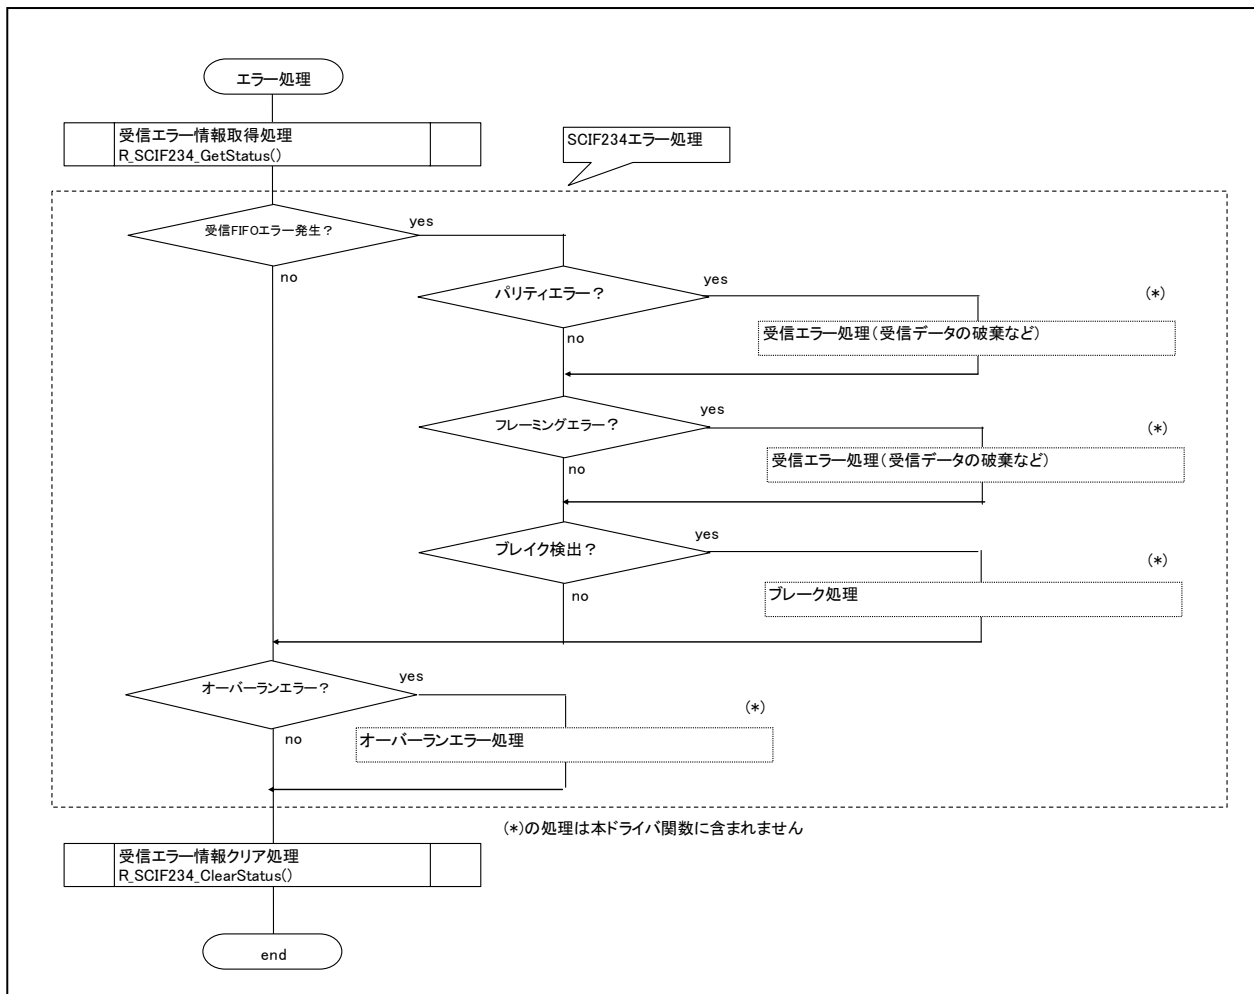 エラー処理
受信エラー情報取得処理
R_SCIF234_GetStatus()
SCIF234エラー処理
受信FIFOエラー発生？
yes
no
パリティエラー？
yes
(*)
受信エラー処理(受信データの破棄など)
no
フレーミングエラー？
yes
(*)
受信エラー処理(受信データの破棄など)
no
ブレイク検出？
yes
(*)
ブレーク処理
no
オーバーランエラー？
yes
(*)
オーバーランエラー処理
no
(*)の処理は本ドライバ関数に含まれません
受信エラー情報クリア処理
R_SCIF234_ClearStatus()
end